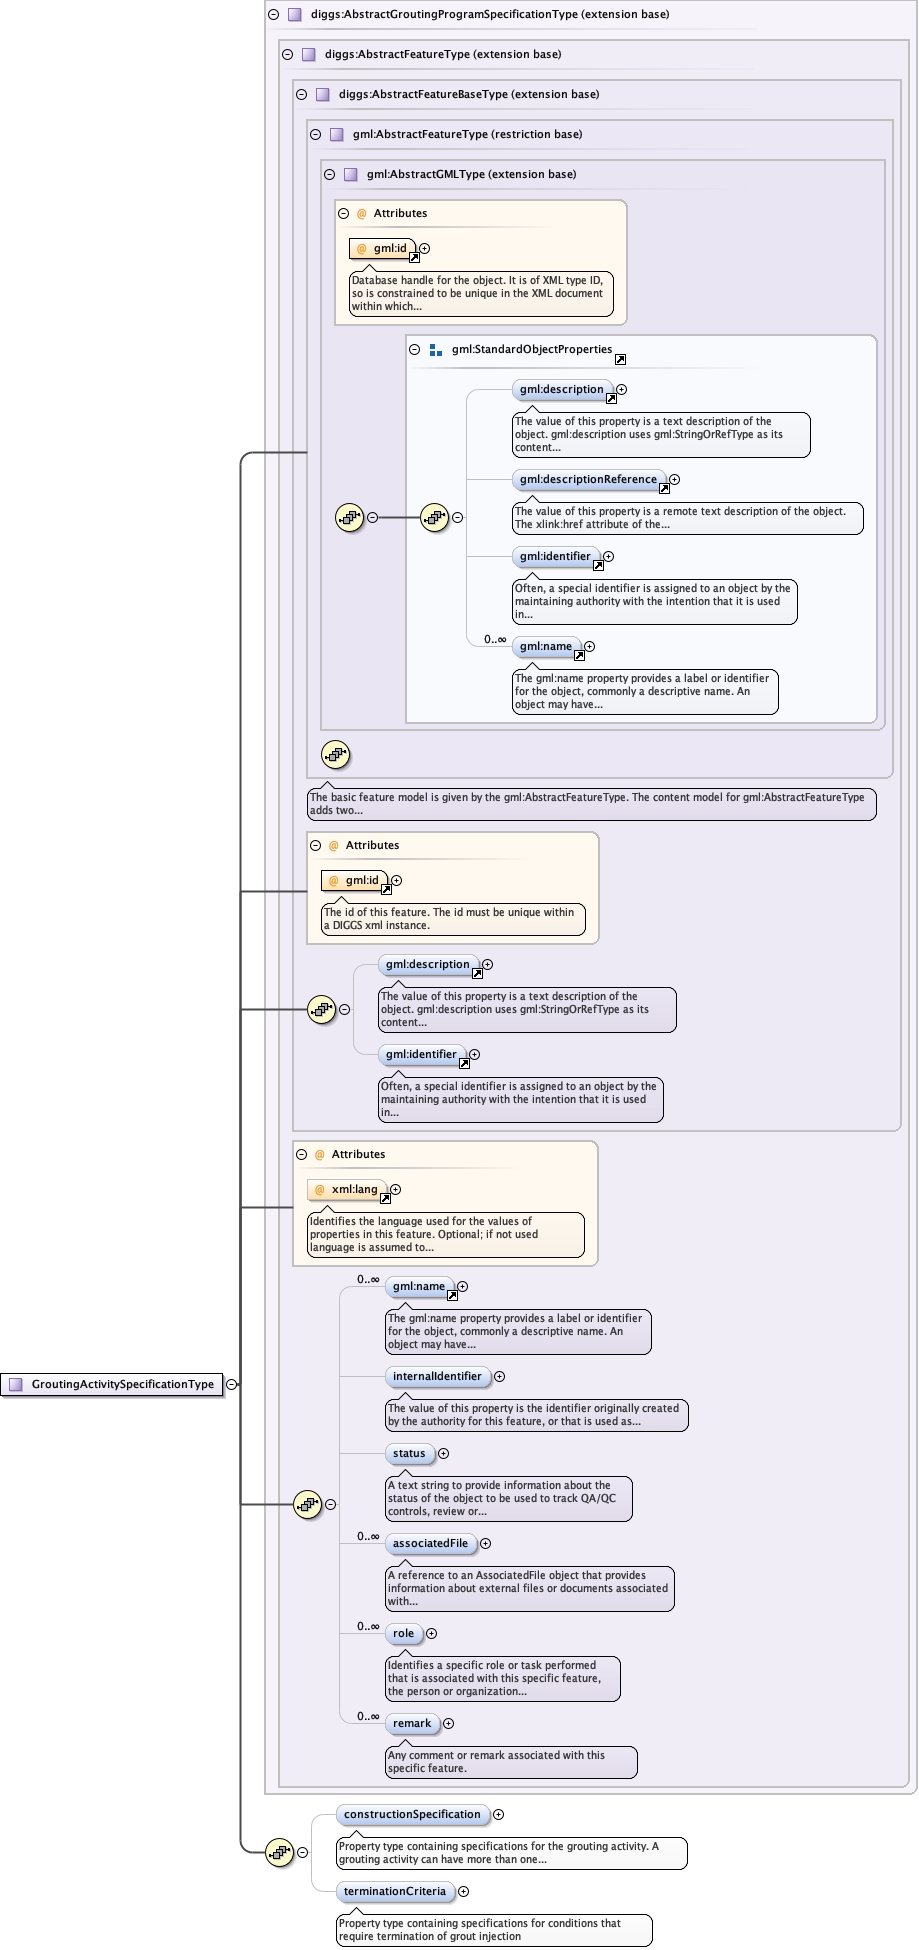 diggs:AbstractGroutingProgramSpecificationType (extension base)
diggs:AbstractFeatureType (extension base)
diggs:AbstractFeatureBaseType (extension base)
gml:AbstractFeatureType (restriction base)
gml:AbstractGMLType (extension base)
@ Attributes
@ gml:id
Database handle for the object. It is of XML type ID,
so is constrained to be unique in the XML document
within which...
gml:StandardObjectProperties
gml:description
The value of this property is a text description of the
object. gml:description uses gml:StringOrRefType as its
content...
gml:descriptionReference
The value of this property is a remote text description of the object.
The xlink:href attribute of the...
gml:identifier
Often, a special identifier is assigned to an object by the
maintaining authority with the intention that it is used
in...
0..∞
gml:name
The gml:name property provides a label or identifier
for the object, commonly a descriptive name. An
object may have...
The basic feature model is given by the gml:AbstractFeatureType. The content model for gml:AbstractFeatureType
adds two...
@ Attributes
@ gml:id
The id of this feature. The id must be unique within
a DIGGS xml instance.
gml:description
The value of this property is a text description of the
object. gml:description uses gml:StringOrRefType as its
content...
gml:identifier
Often, a special identifier is assigned to an object by the
maintaining authority with the intention that it is used
in...
@ Attributes
@ xml:lang
Identifies the language used for the values of
properties in this feature. Optional; if not used
language is assumed to...
0..∞
gml:name
The gml:name property provides a label or identifier
for the object, commonly a descriptive name. An
object may have...
GroutingActivitySpecificationType
internalIdentifier
The value of this property is the identifier originally created
by the authority for this feature, or that is used as...
status
A text string to provide information about the
status of the object to be used to track QA/QC
controls, review or...
0..∞
associatedFile
A reference to an AssociatedFile object that provides
information about external files or documents associated
with...
0..∞
role
Identifies a specific role or task performed
that is associated with this specific feature,
the person or organization...
0..∞
remark
Any comment or remark associated with this
specific feature.
constructionSpecification
Property type containing specifications for the grouting activity. A
grouting activity can have more than one...
terminationCriteria
Property type containing specifications for conditions that
require termination of grout injection